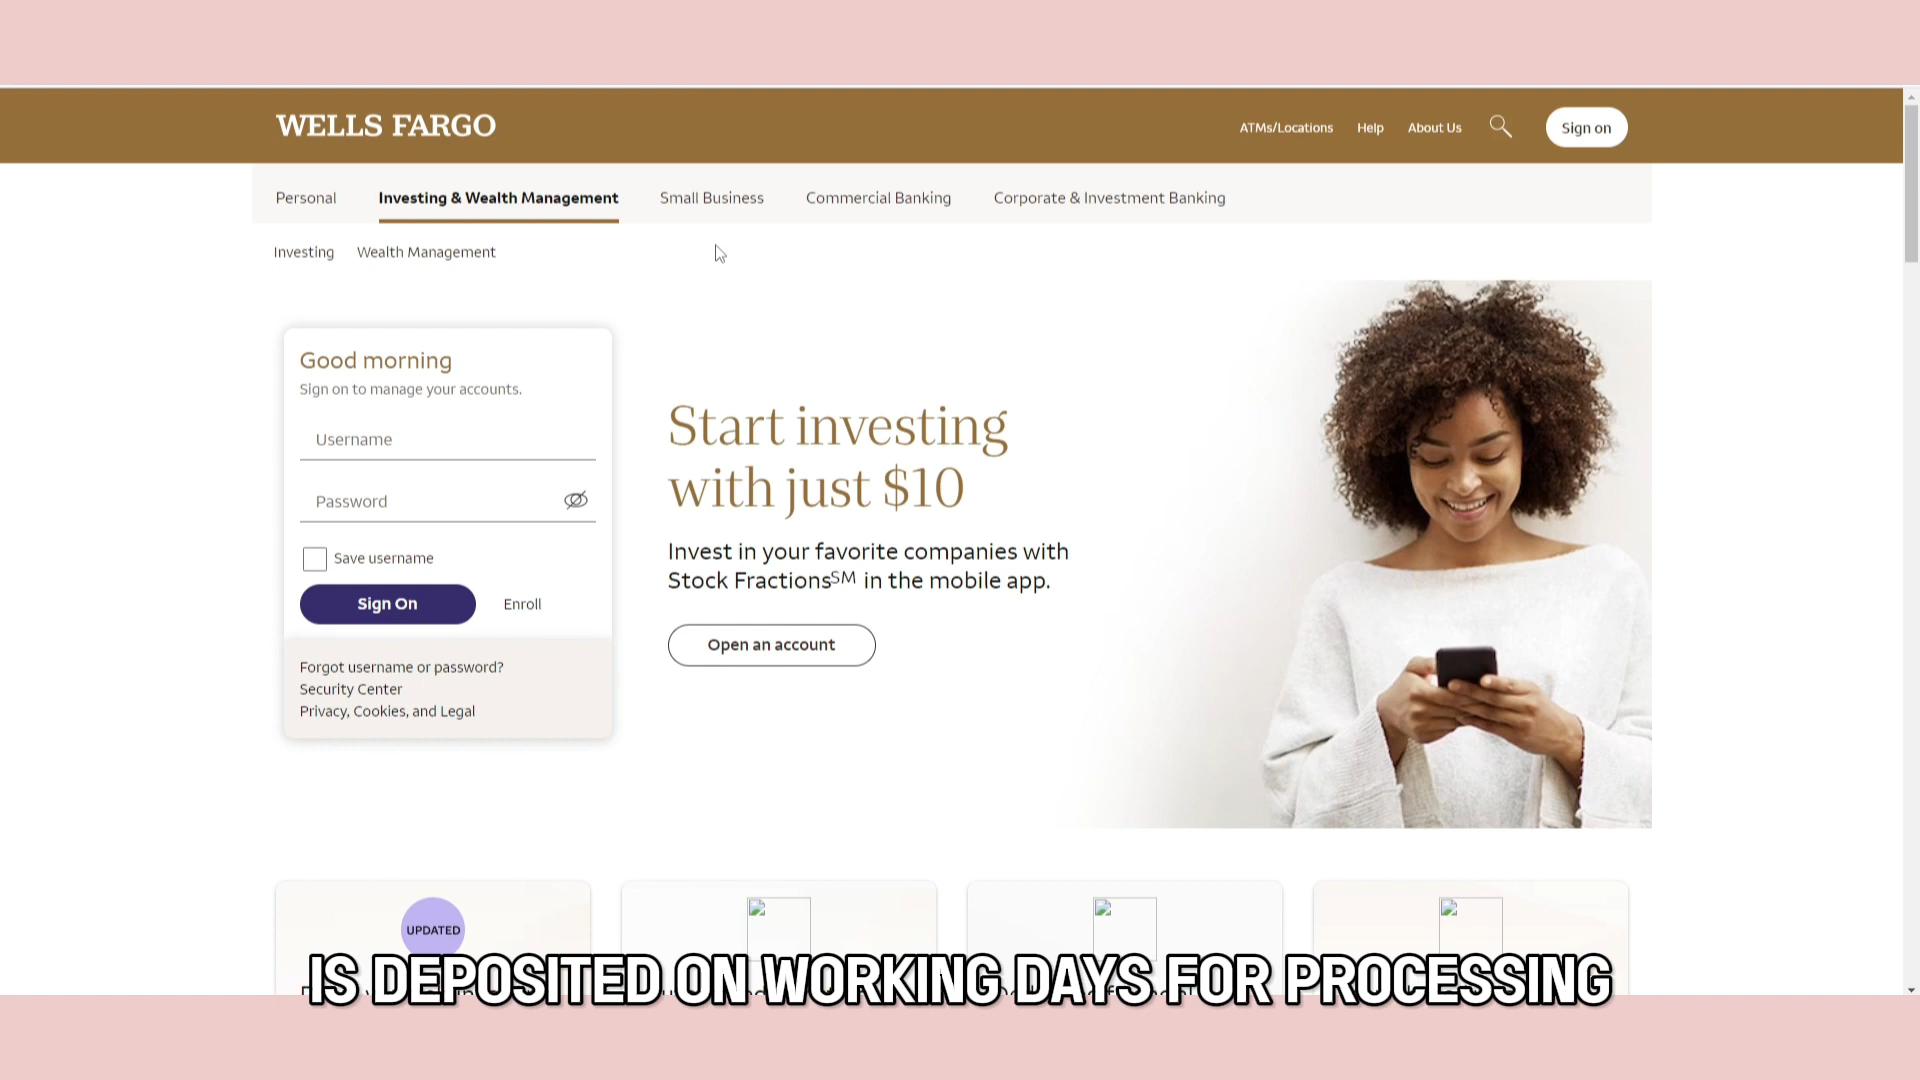 WELLS FARGO
ATMs/Locations Help About Us Sign on
Personal Investing & Wealth Management Small Business Commercial Banking Corporate & Investment Banking
Investing Wealth Management
Good morning
Sign on to manage your accounts.
Username
Password
Save username
Sign On Enroll
Forgot username or password?
Security Center
Privacy, Cookies, and Legal
Start investing
with just $10
Invest in your favorite companies with
Stock Fractions℠ in the mobile app.
Open an account
UPDATED
IS DEPOSITED ON WORKING DAYS FOR PROCESSING